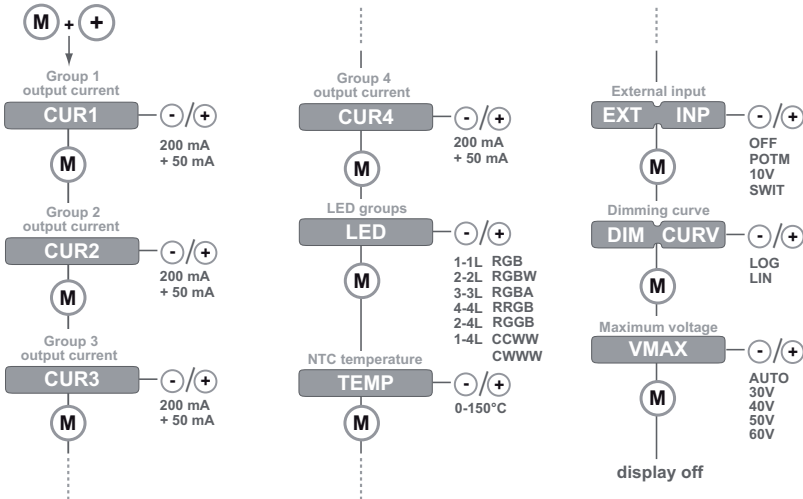 M + +
Group 1
output current
CUR1
- / +
200 mA
+ 50 mA
M
Group 2
output current
CUR2
- / +
200 mA
+ 50 mA
M
Group 3
output current
CUR3
- / +
200 mA
+ 50 mA
M
Group 4
output current
CUR4
- / +
200 mA
+ 50 mA
M
LED groups
LED
- / +
1-1L RGB
2-2L RGBW
3-3L RGBA
4-4L RRGB
2-4L RGGB
1-4L CCWW
CWWW
M
NTC temperature
TEMP
- / +
0-150°C
M
External input
EXT INP
- / +
OFF
POTM
10V
SWIT
M
Dimming curve
DIM CURV
- / +
LOG
LIN
M
Maximum voltage
VMAX
- / +
AUTO
30V
40V
50V
60V
M
display off